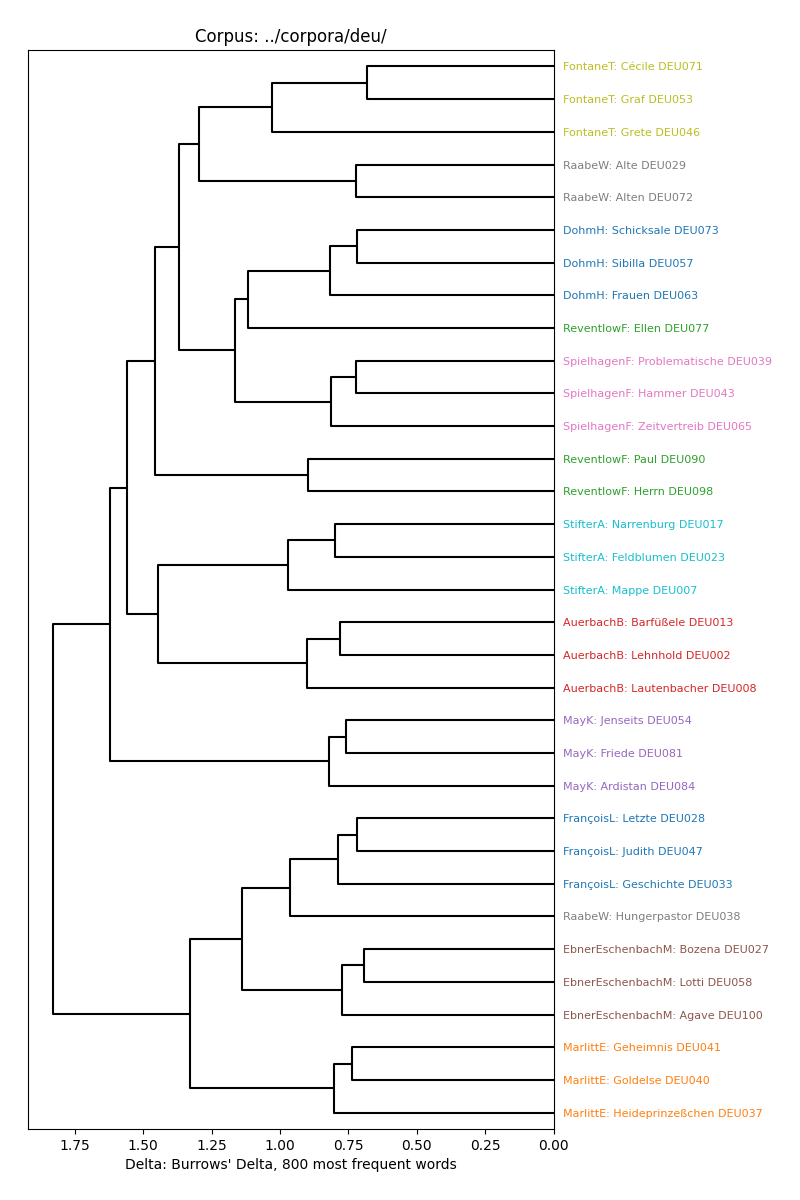 Corpus: ../corpora/deu/
FontaneT: Cécile DEU071
FontaneT: Graf DEU053
FontaneT: Grete DEU046
RaabeW: Alte DEU029
RaabeW: Alten DEU072
DohmH: Schicksale DEU073
DohmH: Sibilla DEU057
DohmH: Frauen DEU063
ReventlowF: Ellen DEU077
SpielhagenF: Problematische DEU039
SpielhagenF: Hammer DEU043
SpielhagenF: Zeitvertreib DEU065
ReventlowF: Paul DEU090
ReventlowF: Herrn DEU098
StifterA: Narrenburg DEU017
StifterA: Feldblumen DEU023
StifterA: Mappe DEU007
AuerbachB: Barfüßele DEU013
AuerbachB: Lehnhold DEU002
AuerbachB: Lautenbacher DEU008
MayK: Jenseits DEU054
MayK: Friede DEU081
MayK: Ardistan DEU084
FrançoisL: Letzte DEU028
FrançoisL: Judith DEU047
FrançoisL: Geschichte DEU033
RaabeW: Hungerpastor DEU038
EbnerEschenbachM: Bozena DEU027
EbnerEschenbachM: Lotti DEU058
EbnerEschenbachM: Agave DEU100
MarlittE: Geheimnis DEU041
MarlittE: Goldelse DEU040
MarlittE: Heideprinzeßchen DEU037
1.75 1.50 1.25 1.00 0.75 0.50 0.25 0.00
Delta: Burrows' Delta, 800 most frequent words